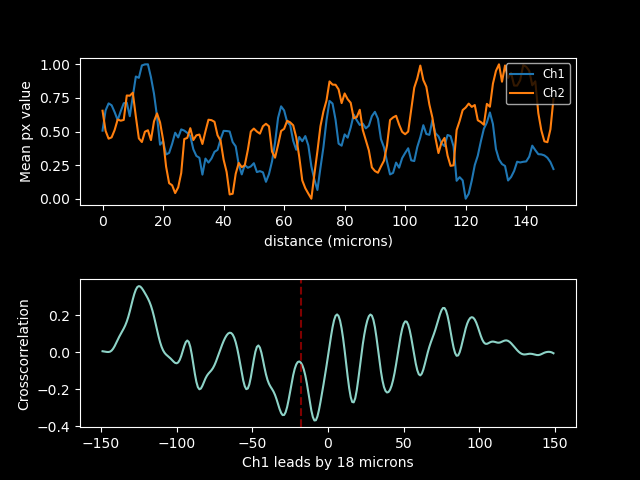 1.00
0.75
0.50
0.25
0.00
Mean px value
Ch1
Ch2
0 20 40 60 80 100 120 140
distance (microns)
0.2
0.0
−0.2
−0.4
Crosscorrelation
−150 −100 −50 0 50 100 150
Ch1 leads by 18 microns